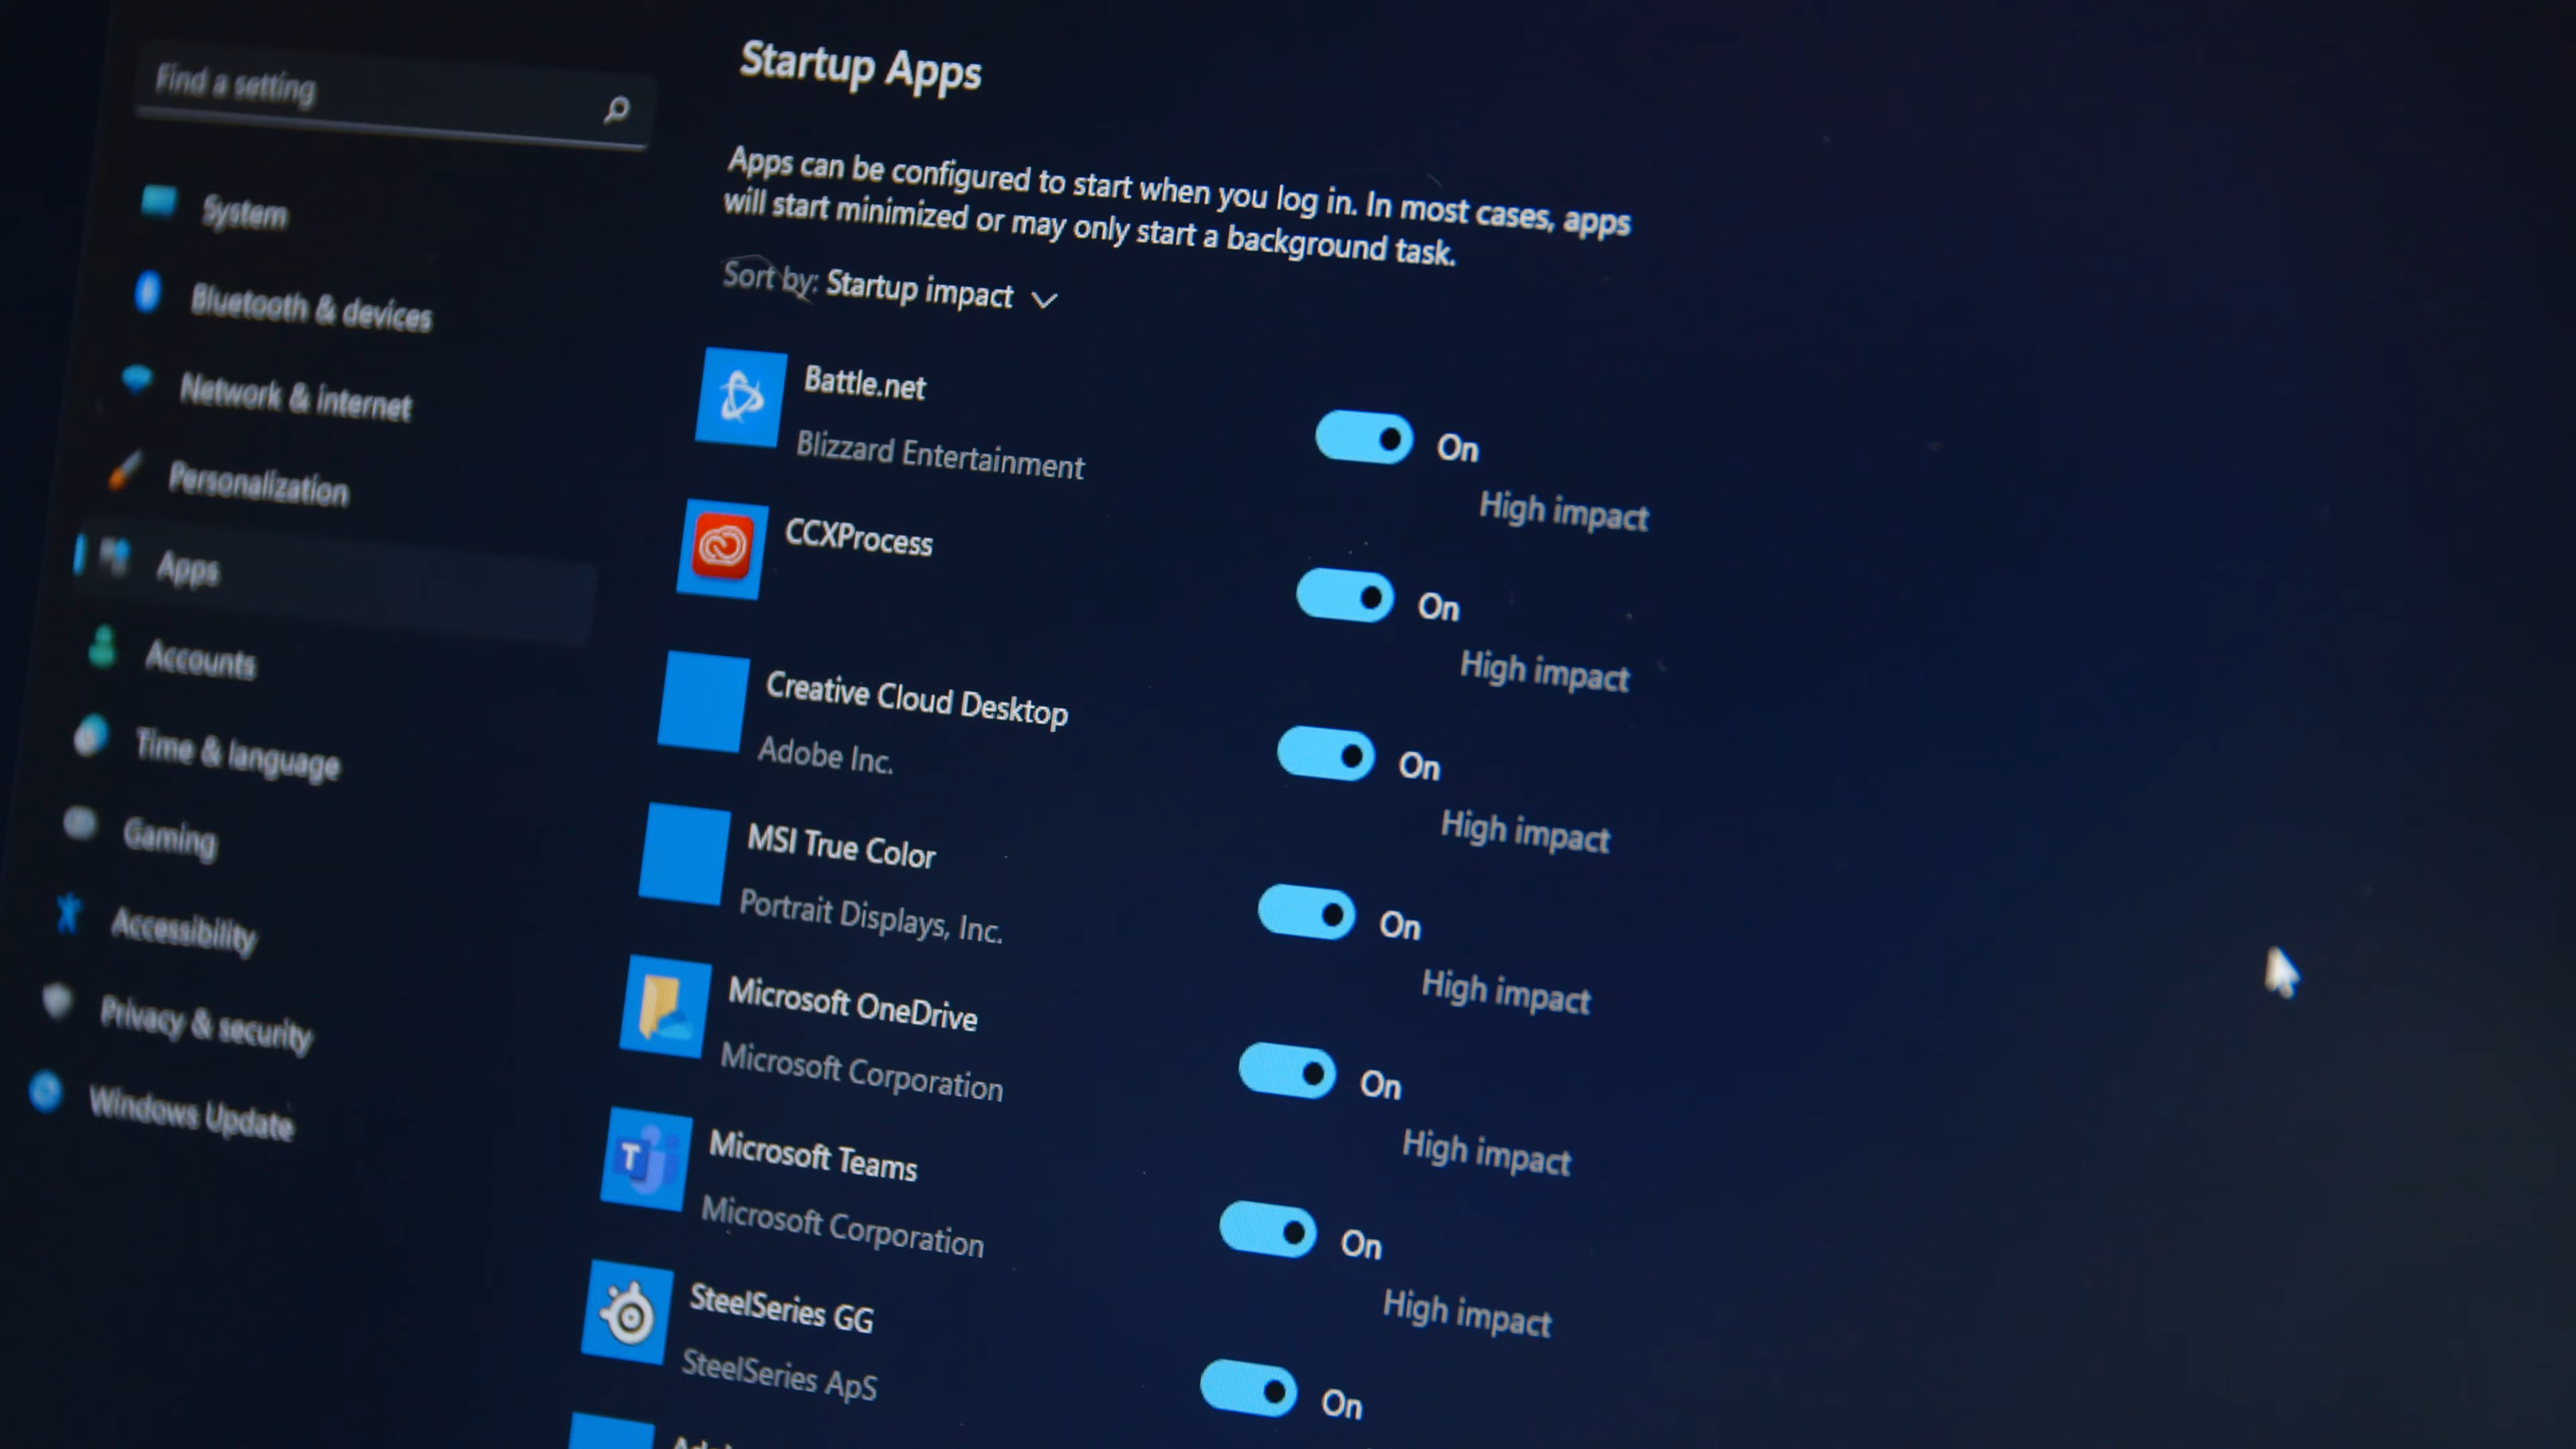 Find a setting
System
Bluetooth & devices
Network & internet
Personalization
Apps
Accounts
Time & language
Gaming
Accessibility
Privacy & security
Windows Update
Startup Apps
Apps can be configured to start when you log in. In most cases, apps
will start minimized or may only start a background task.
Sort by: Startup impact
Battle.net
Blizzard Entertainment
On
High impact
CCXProcess
On
High impact
Creative Cloud Desktop
Adobe Inc.
On
High impact
MSI True Color
Portrait Displays, Inc.
On
High impact
Microsoft OneDrive
Microsoft Corporation
On
High impact
T
Microsoft Teams
Microsoft Corporation
On
High impact
SteelSeries GG
SteelSeries ApS
On